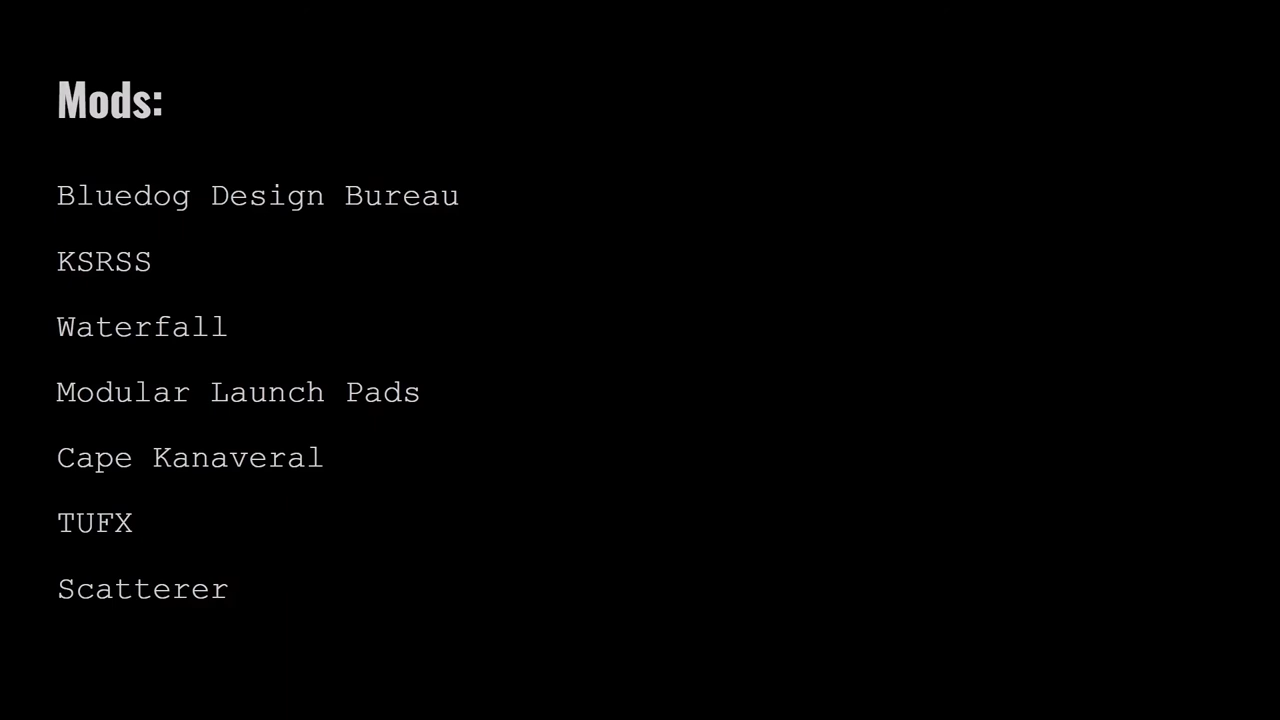 Mods:
Bluedog Design Bureau
KSRSS
Waterfall
Modular Launch Pads
Cape Kanaveral
TUFX
Scatterer